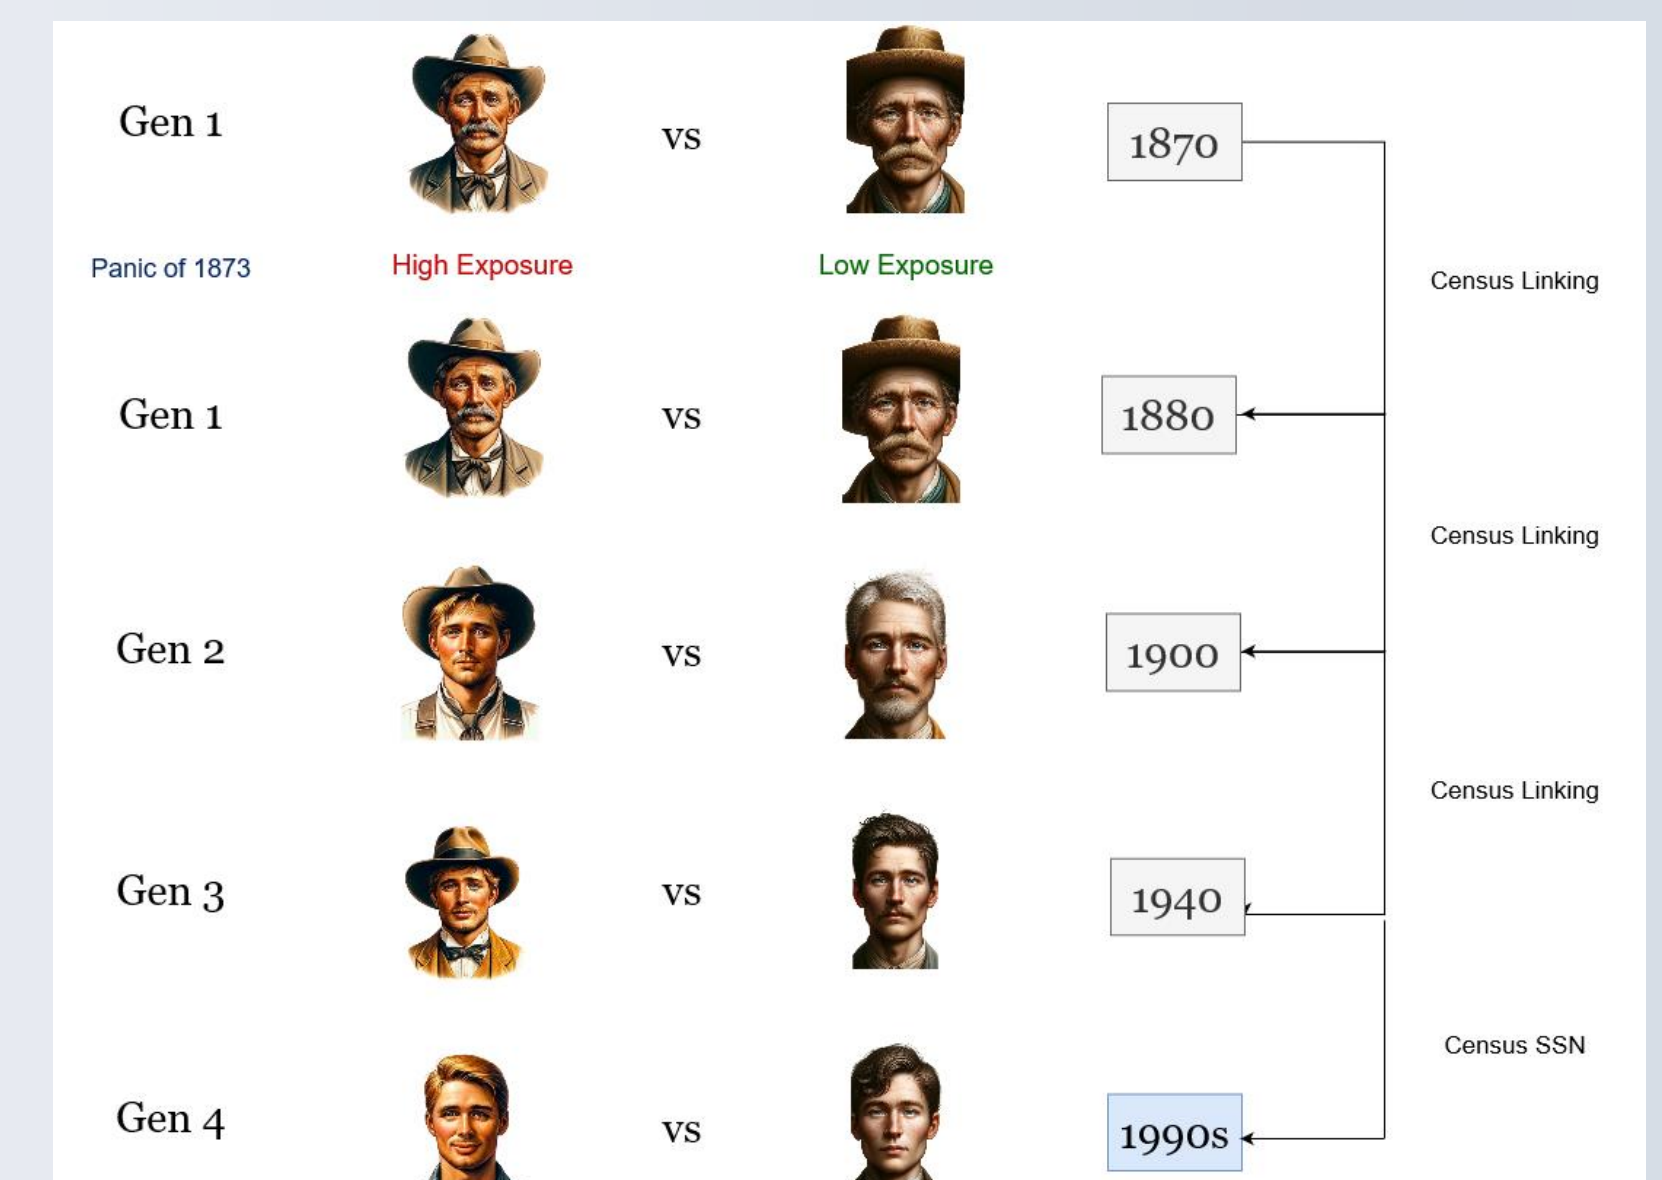 Gen 1
vs
1870
Panic of 1873
High Exposure
Low Exposure
Census Linking
Gen 1
vs
1880
Census Linking
Gen 2
vs
1900
Census Linking
Gen 3
vs
1940
Census SSN
Gen 4
vs
1990s